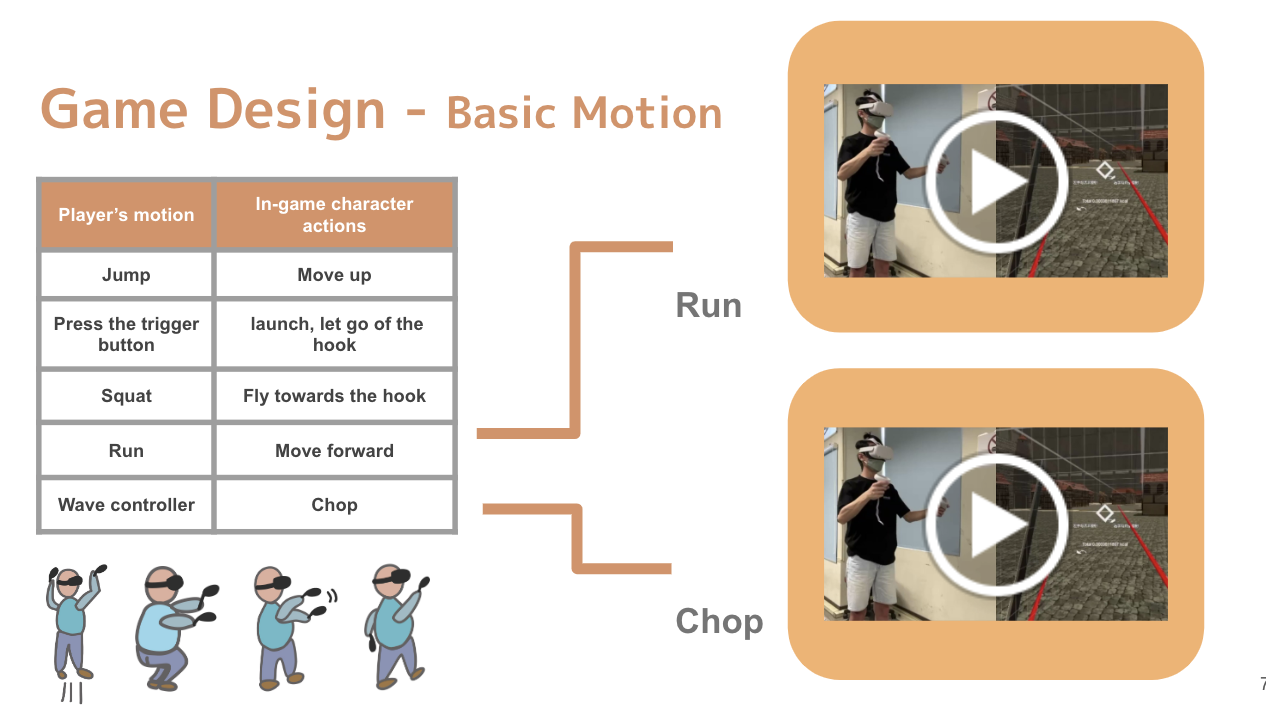 Game Design - Basic Motion
Player's motion
In-game character
actions
Jump
Move up
Press the trigger
button
launch, let go of the
hook
Squat
Fly towards the hook
Run
Move forward
Wave controller
Chop
Run
Chop
7